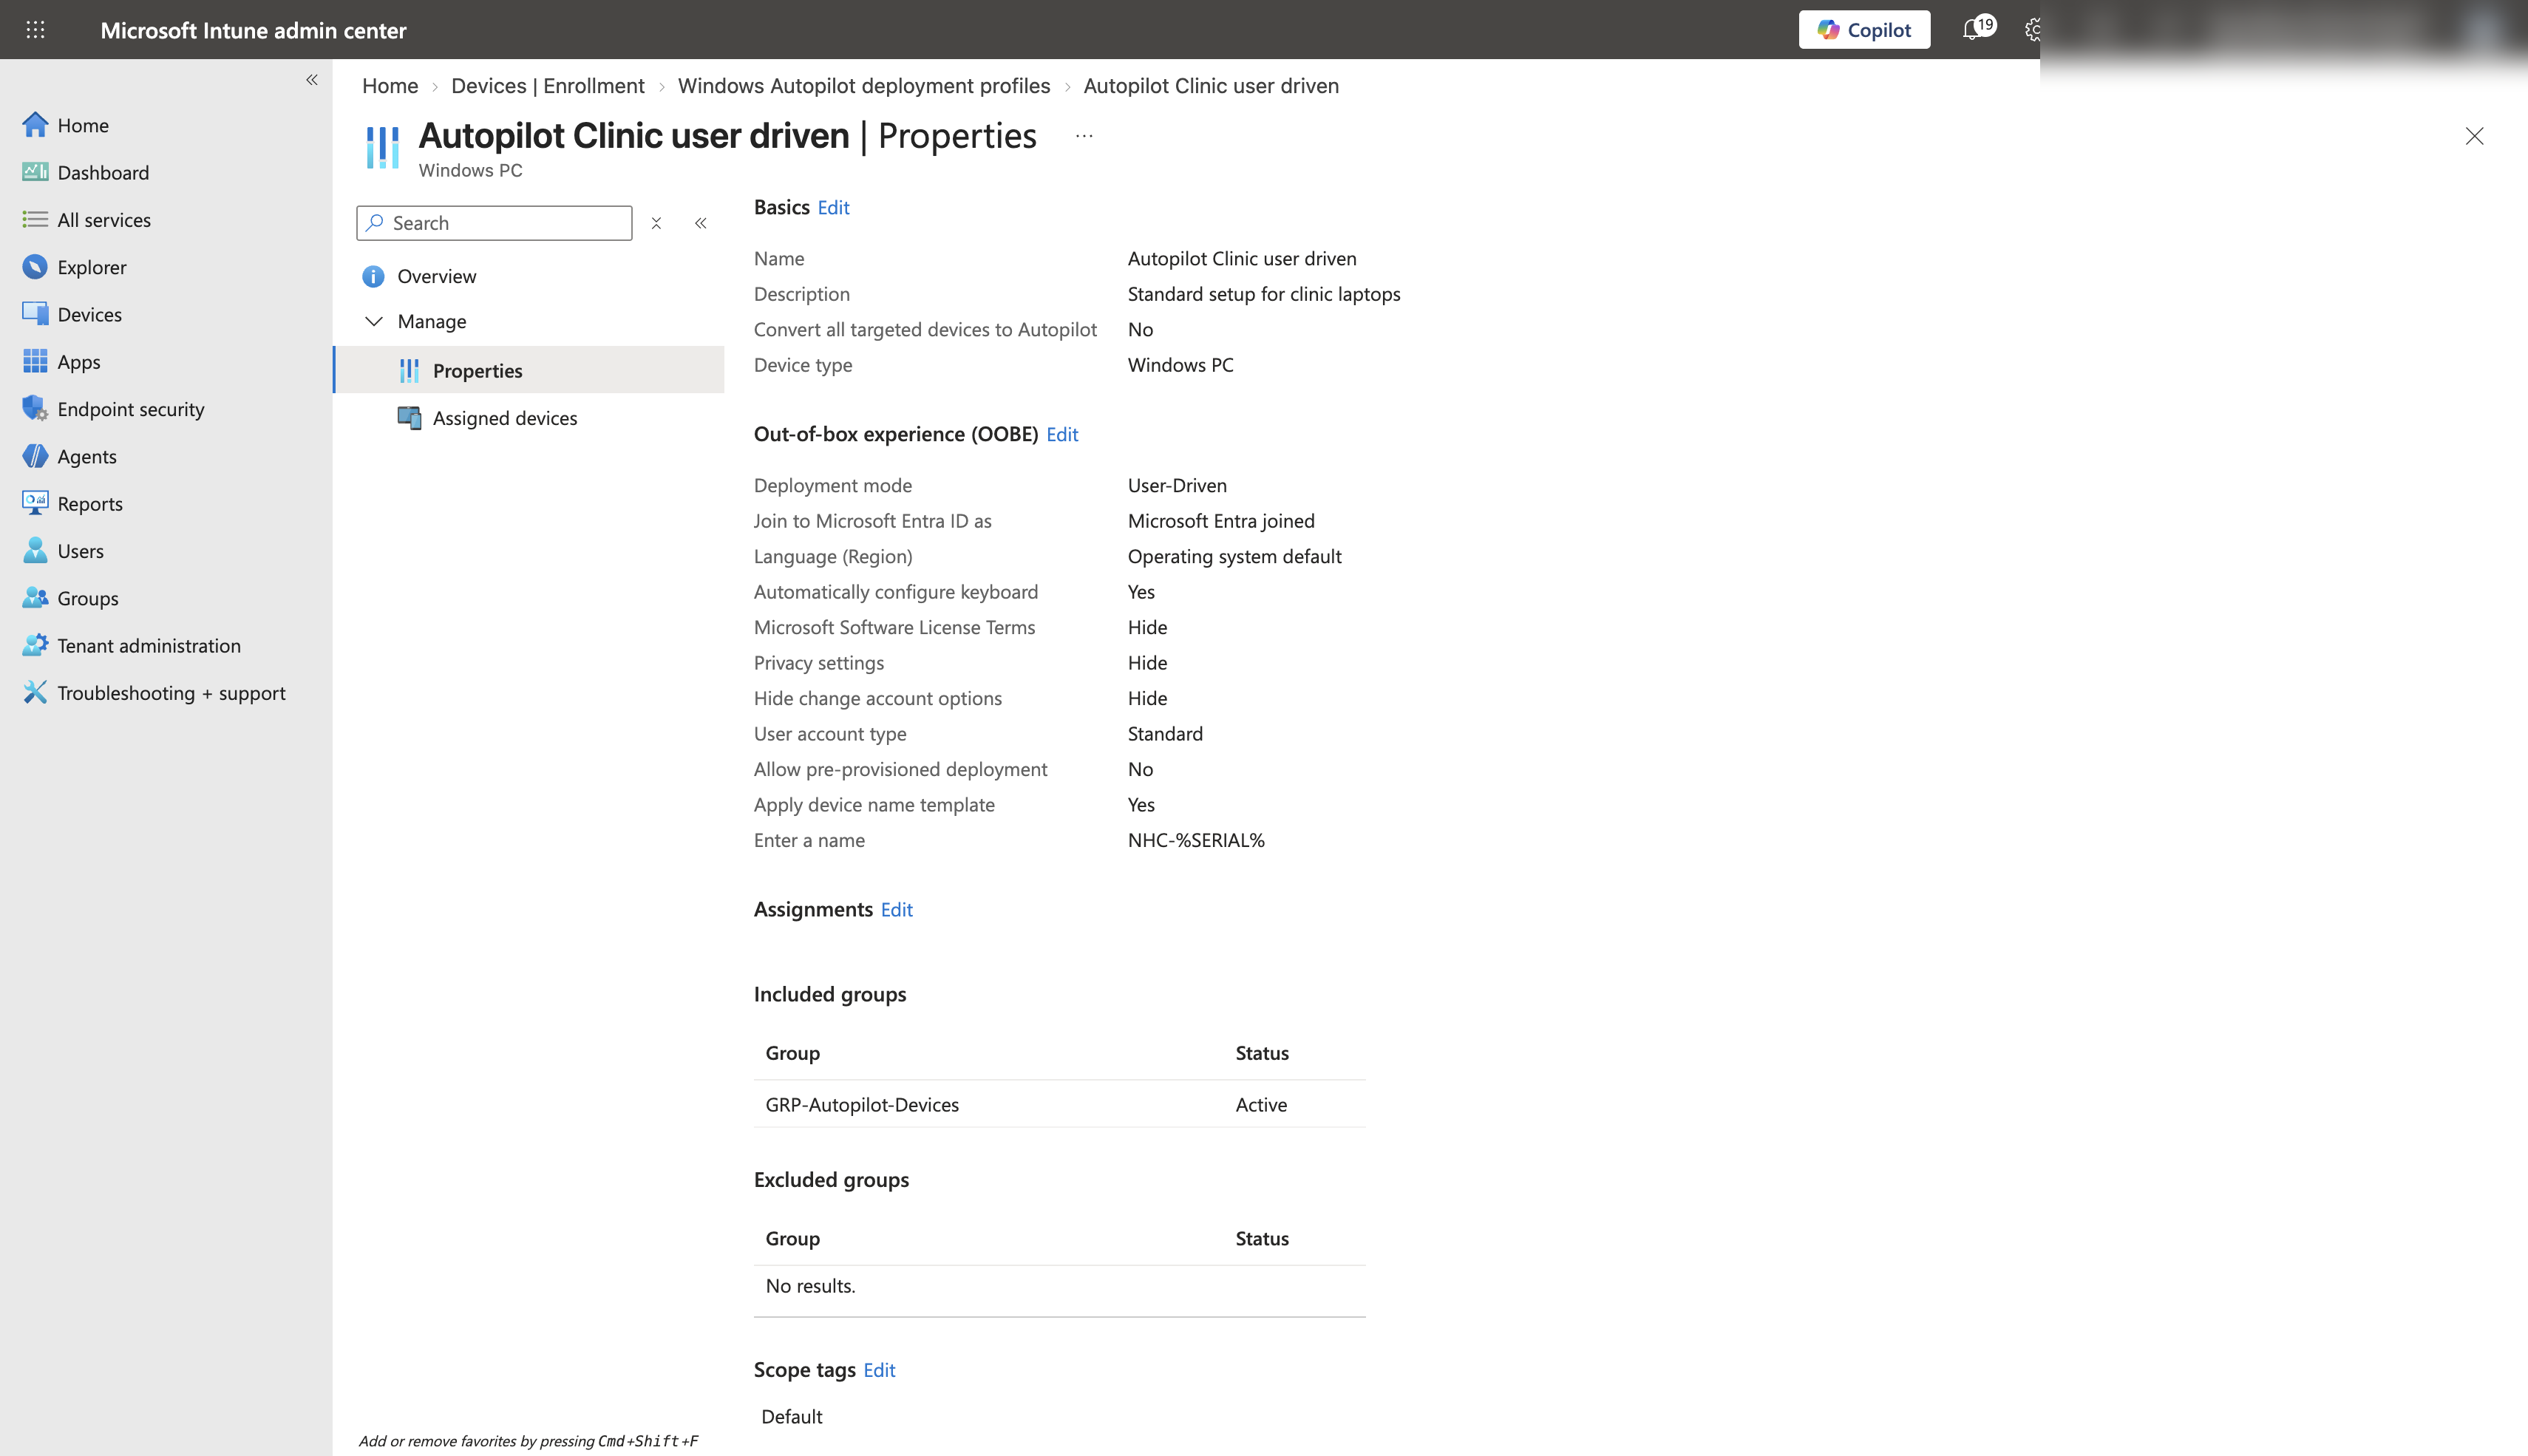 Microsoft Intune admin center
Copilot
19
Home
Dashboard
All services
Explorer
Devices
Apps
Endpoint security
Agents
Reports
Users
Groups
Tenant administration
Troubleshooting + support
Home > Devices | Enrollment > Windows Autopilot deployment profiles > Autopilot Clinic user driven
Autopilot Clinic user driven | Properties ...
Windows PC
Search
Overview
Manage
Properties
Assigned devices
Add or remove favorites by pressing Cmd+Shift+F
Basics Edit
Name Autopilot Clinic user driven
Description Standard setup for clinic laptops
Convert all targeted devices to Autopilot No
Device type Windows PC
Out-of-box experience (OOBE) Edit
Deployment mode User-Driven
Join to Microsoft Entra ID as Microsoft Entra joined
Language (Region) Operating system default
Automatically configure keyboard Yes
Microsoft Software License Terms Hide
Privacy settings Hide
Hide change account options Hide
User account type Standard
Allow pre-provisioned deployment No
Apply device name template Yes
Enter a name NHC-%SERIAL%
Assignments Edit
Included groups
Group Status
GRP-Autopilot-Devices Active
Excluded groups
Group Status
No results.
Scope tags Edit
Default